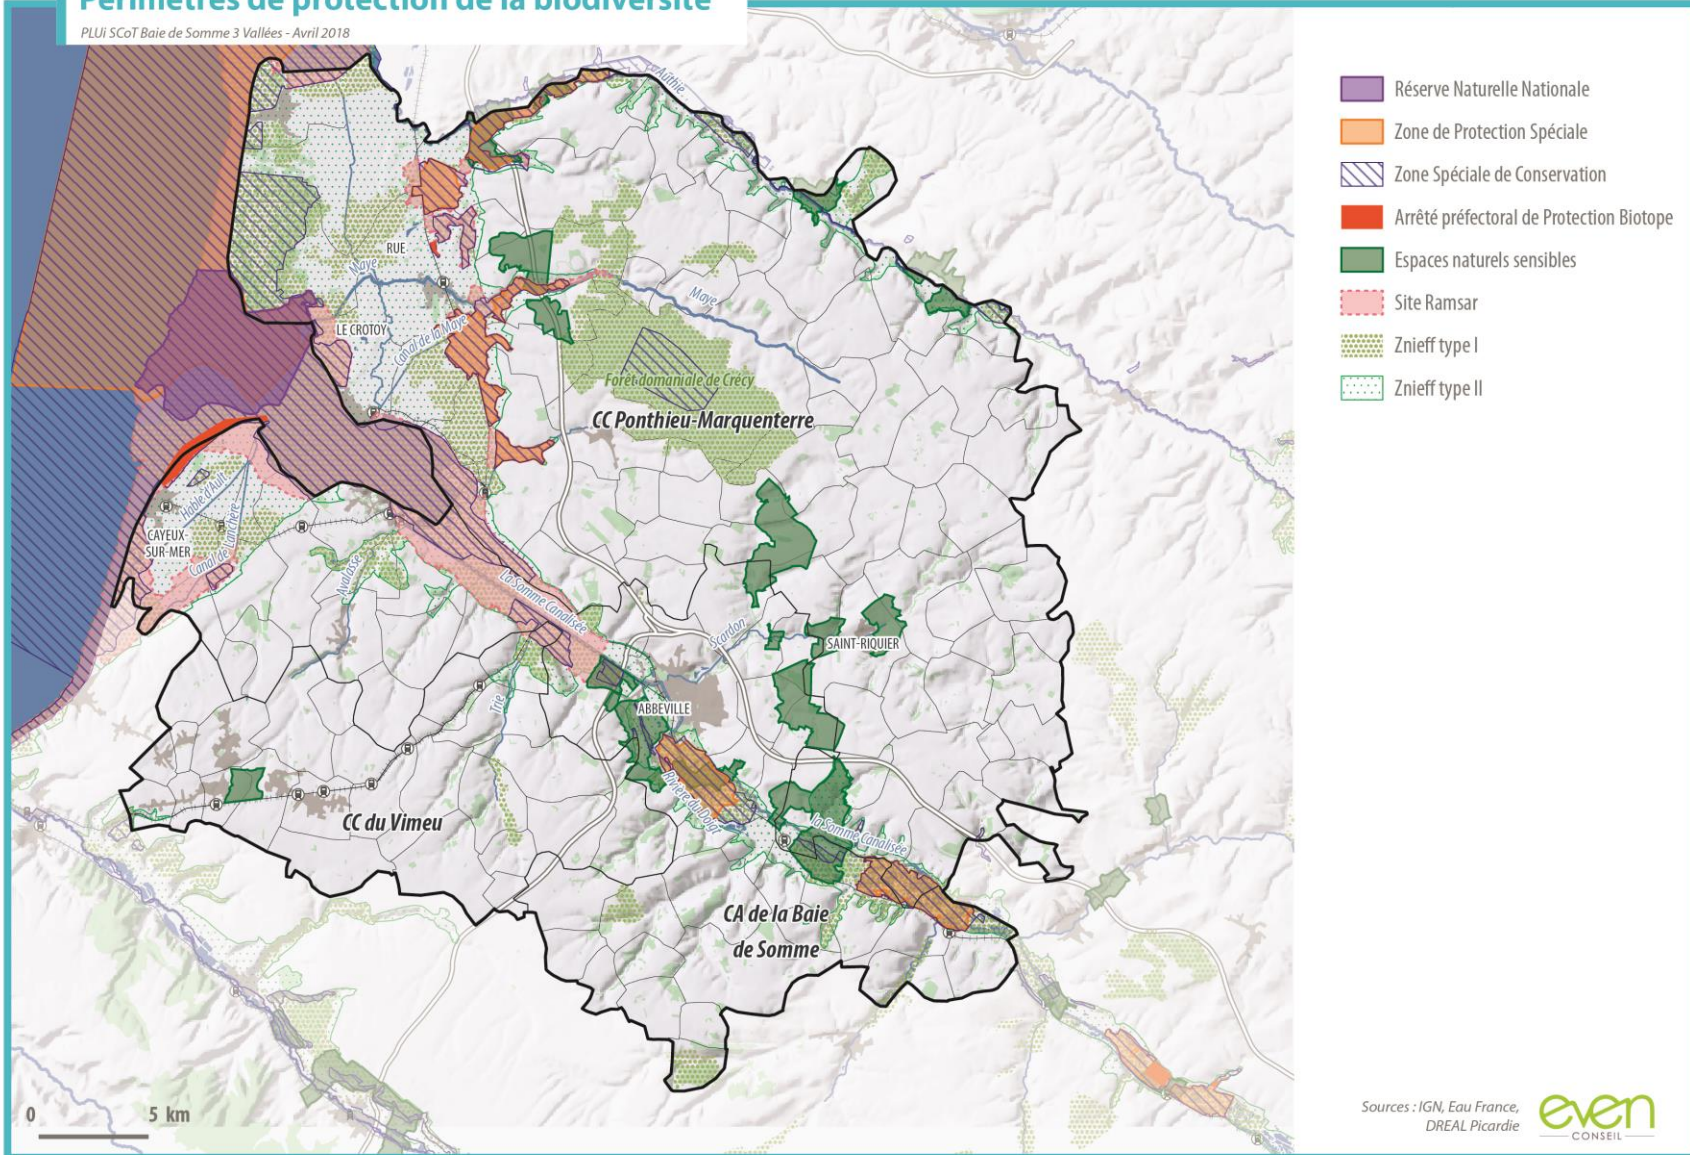 Périmètres de protection de la biodiversité
PLUi SCoT Baie de Somme 3 Vallées - Avril 2018
Réserve Naturelle Nationale
Zone de Protection Spéciale
Zone Spéciale de Conservation
Arrêté préfectoral de Protection Biotope
Espaces naturels sensibles
Site Ramsar
Znieff type I
Znieff type II
Authie
RUE
Maye
Maye
LE CROTOY
Canal de la Maye
Forêt domaniale de Crécy
CC Ponthieu-Marquenterre
Hable d'Ault
CAYEUX-
SUR-MER
Canal de Lanchère
Avalasse
La Somme Canalisée
Scardon
SAINT-RIQUIER
Trie
ABBEVILLE
Rivière du Doigt
CC du Vimeu
la Somme Canalisée
CA de la Baie
de Somme
0 5 km
Sources : IGN, Eau France,
DREAL Picardie
even
CONSEIL